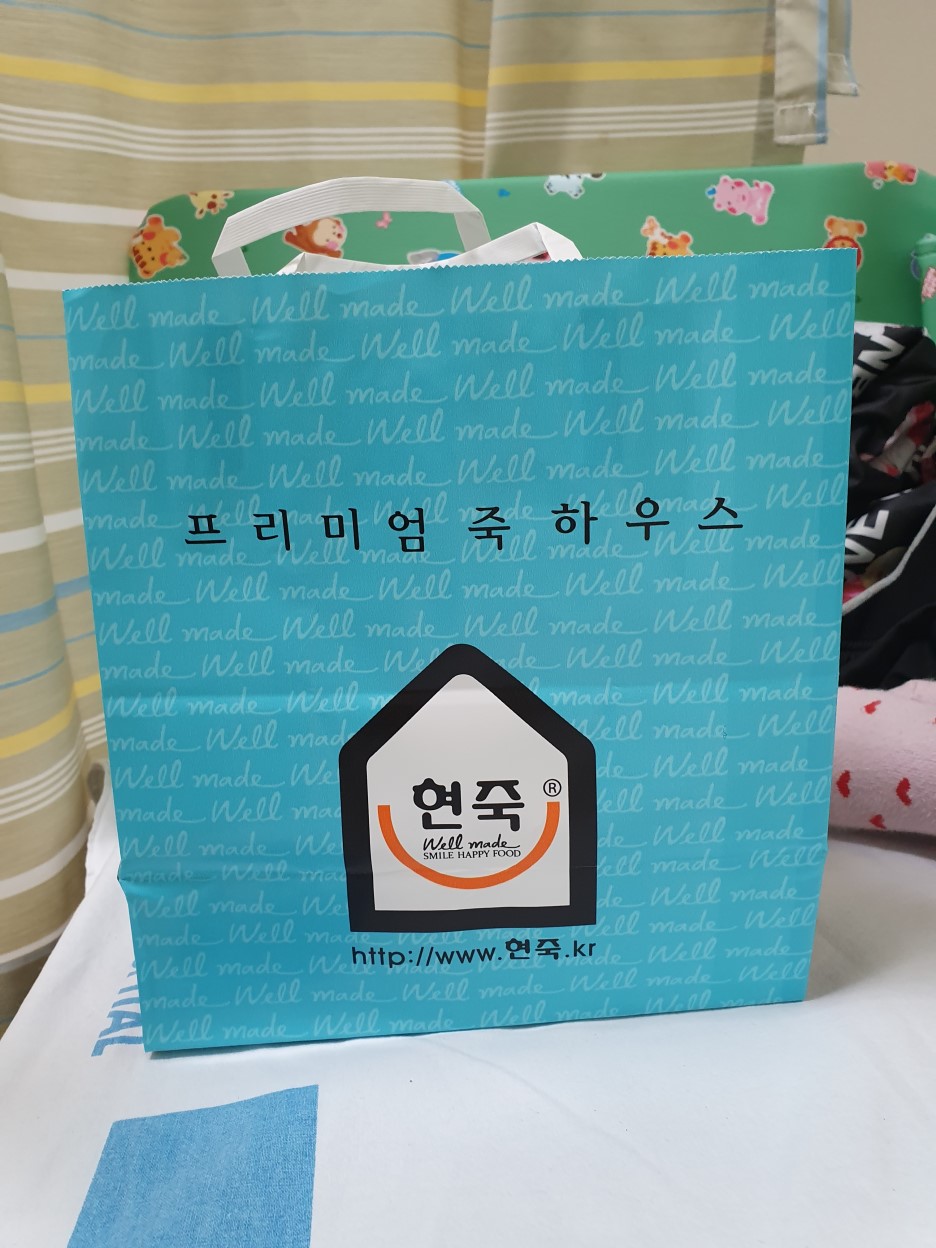 프리미엄 죽 하우스
현죽®
Well made
SMILE HAPPY FOOD
http://www.현죽.kr